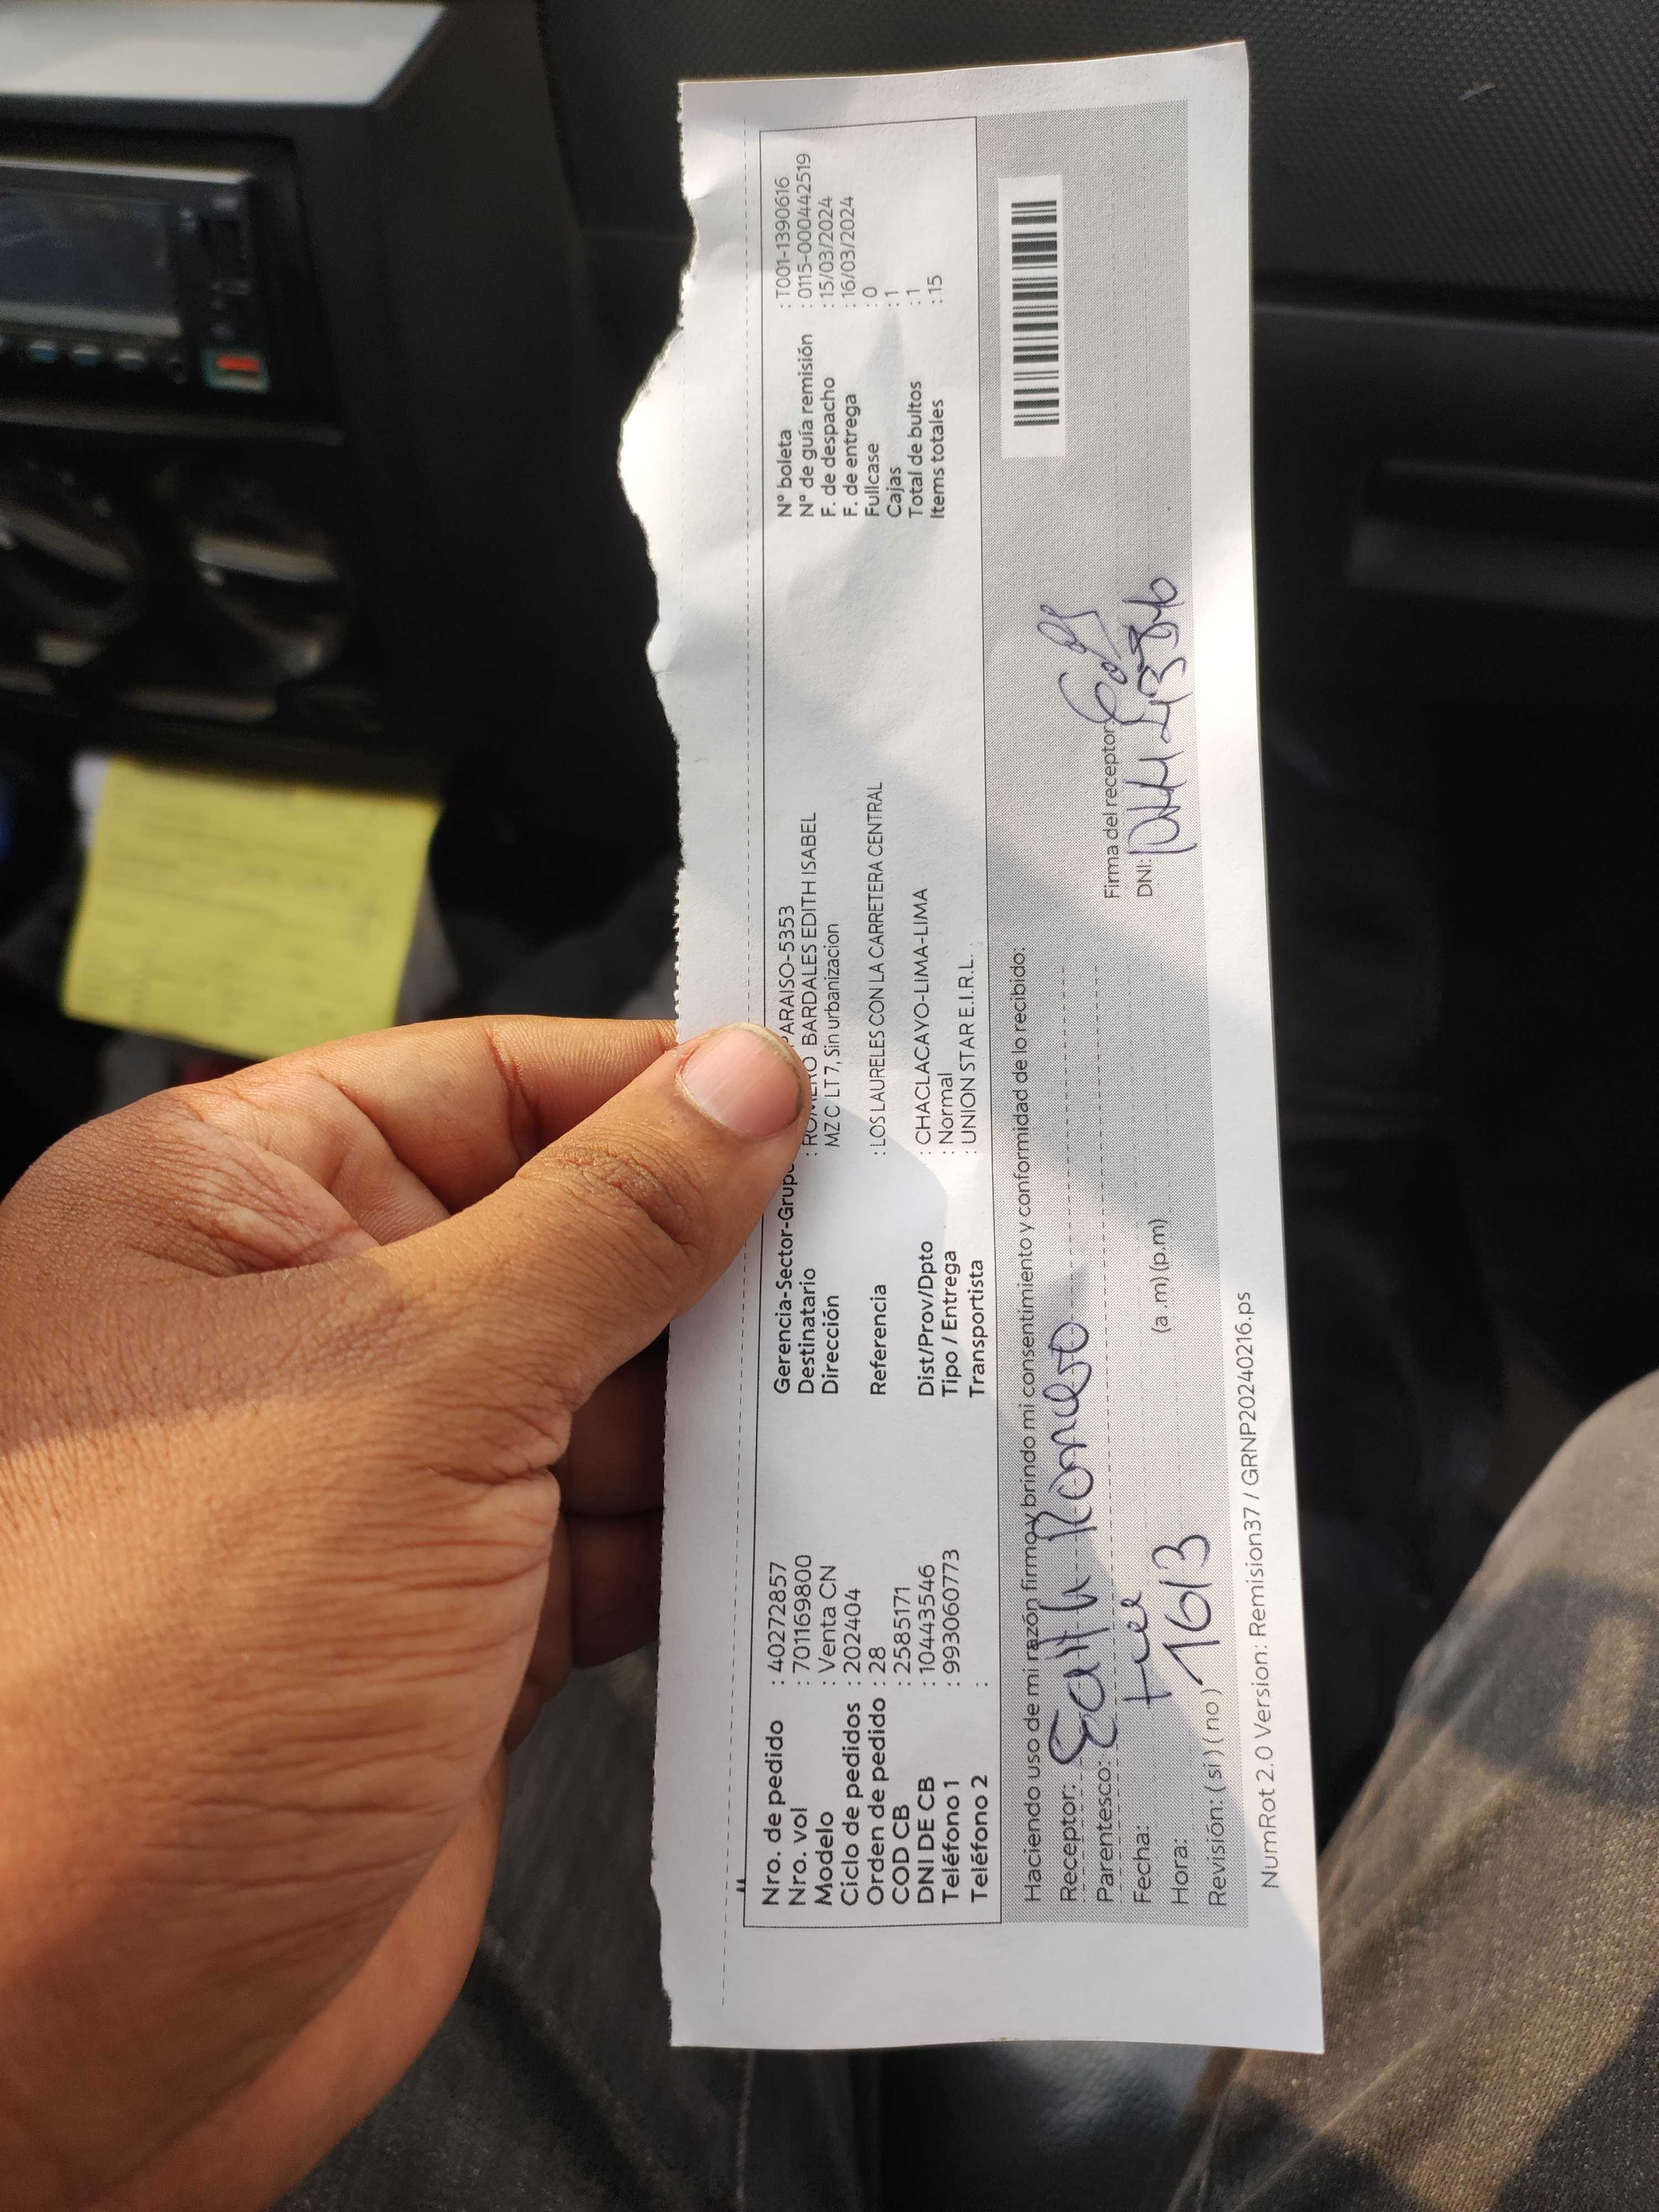 Nro. de pedido : 40272857
Nro. vol : 701169800
Modelo : Venta CN
Ciclo de pedidos : 202404
Orden de pedido : 28
COD CB : 2585171
DNI DE CB : 10443546
Teléfono 1 : 993060773
Teléfono 2 :
Gerencia-Sector-Grupo PARAISO-5353
Destinatario : ROMERO BARDALES EDITH ISABEL
Dirección MZ C LT 7, Sin urbanizacion
Referencia : LOS LAURELES CON LA CARRETERA CENTRAL
Dist/Prov/Dpto : CHACLACAYO-LIMA-LIMA
Tipo / Entrega : Normal
Transportista : UNION STAR E.I.R.L.
N° boleta : T001-1390616
N° de guía remisión : 0115-0000442519
F. de despacho : 15/03/2024
F. de entrega : 16/03/2024
Fullcase : 0
Cajas : 1
Total de bultos : 1
Items totales : 15
Haciendo uso de mi razón firmo y brindo mi consentimiento y conformidad de lo recibido:
Receptor: Edith Romero
Parentesco:
Fecha:
Hora: 1613 (a .m) (p.m)
Revisión: ( si ) ( no )
Firma del receptor:
DNI:
NumRot 2.0 Version: Remision37 / GRNP20240216.ps